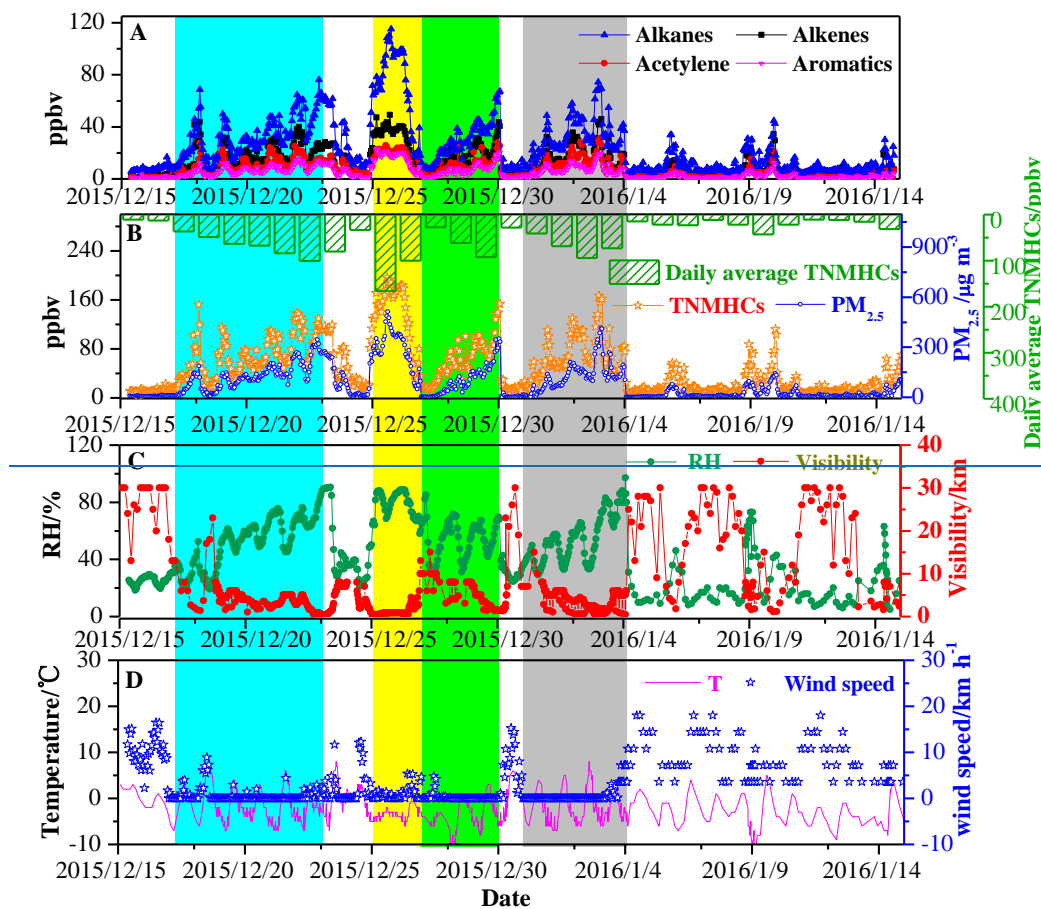 A
Alkanes Alkenes
Acetylene Aromatics
120
80
40
0
ppbv
2015/12/15 2015/12/20 2015/12/25 2015/12/30 2016/1/4 2016/1/9 2016/1/14
B
240
160
80
0
ppbv
Daily average TNMHCs
TNMHCs PM2.5
900
600
300
0
PM2.5 /μg m-3
0
100
200
300
400
Daily average TNMHCs/ppbv
2015/12/15 2015/12/20 2015/12/25 2015/12/30 2016/1/4 2016/1/9 2016/1/14
C
RH Visibility
120
80
40
0
RH/%
40
30
20
10
0
Visibility/km
2015/12/15 2015/12/20 2015/12/25 2015/12/30 2016/1/4 2016/1/9 2016/1/14
D
T Wind speed
30
20
10
0
-10
Temperature/℃
30
20
10
0
-10
wind speed/km h-1
2015/12/15 2015/12/20 2015/12/25 2015/12/30 2016/1/4 2016/1/9 2016/1/14
Date